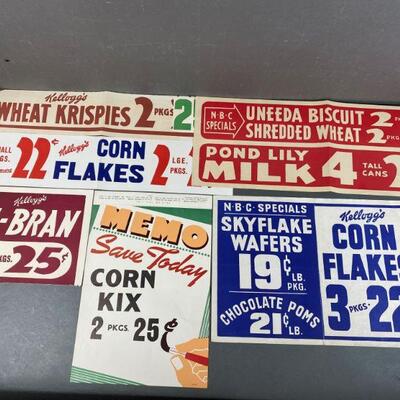 Kellogg's
WHEAT KRISPIES 2 PKGS 2
N·B·C SPECIALS
UNEEDA BISCUIT 2
SHREDDED WHEAT 2 PKGS
22¢ Kellogg's CORN FLAKES 2 LGE. PKGS.
POND LILY
MILK 4 TALL CANS 2
Kellogg's
-BRAN
25¢
MEMO
Save Today
CORN
KIX
2 PKGS. 25¢
N·B·C·SPECIALS
SKYFLAKE
WAFERS
19¢ LB. PKG.
CHOCOLATE POMS
21¢ LB.
Kellogg's
CORN
FLAKES
3 PKGS. 22